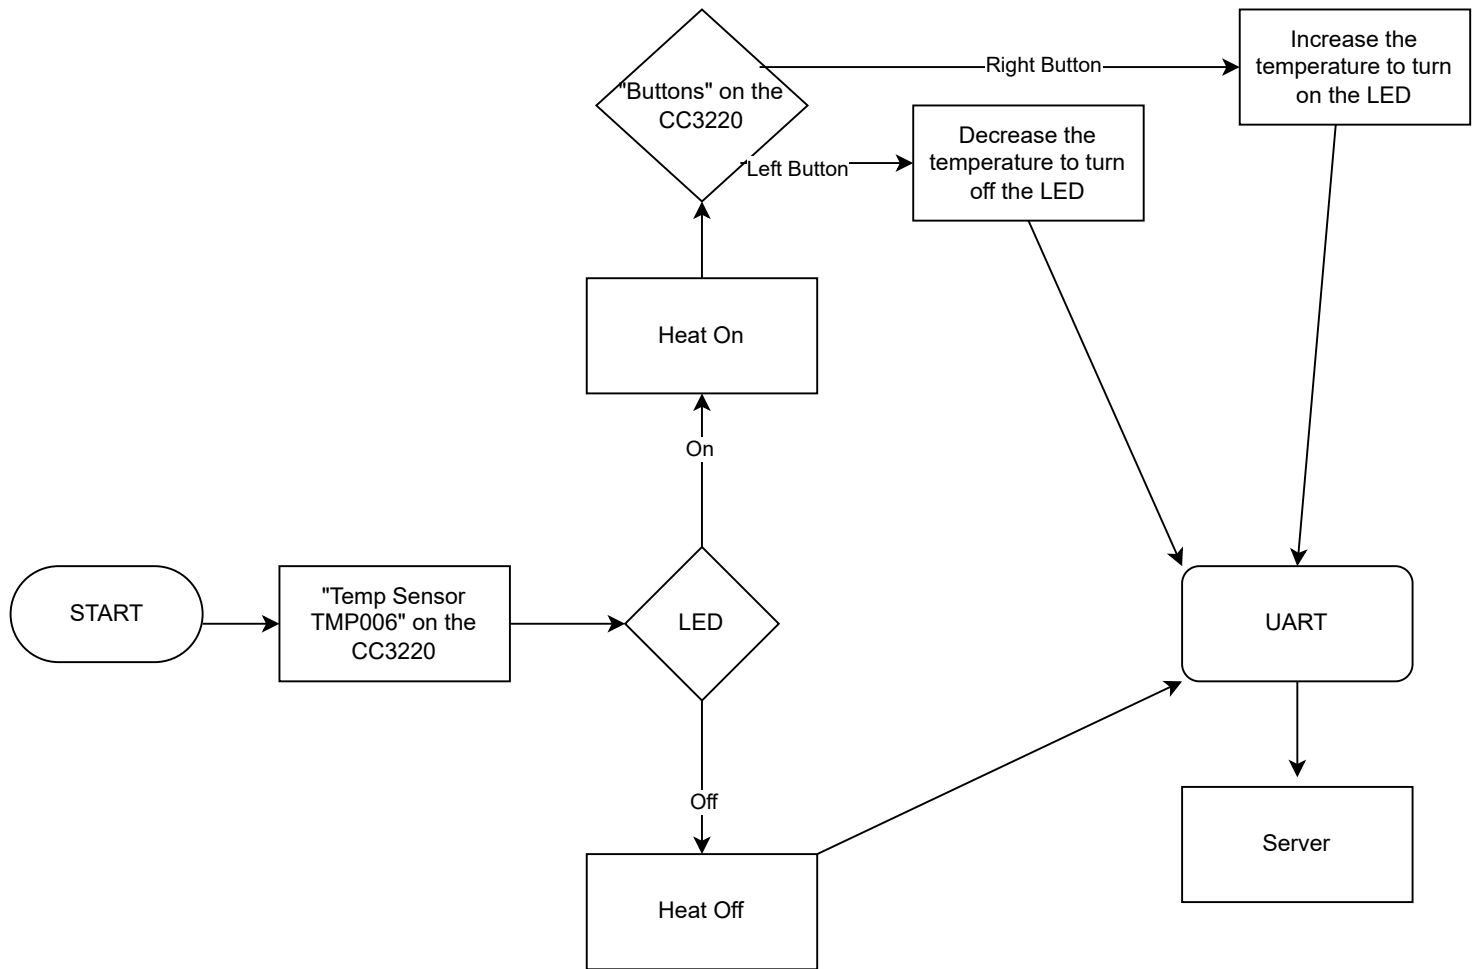 "Buttons" on the
CC3220
Right Button
Increase the
temperature to turn
on the LED
Left Button
Decrease the
temperature to turn
off the LED
Heat On
On
START
"Temp Sensor
TMP006" on the
CC3220
LED
UART
Off
Heat Off
Server